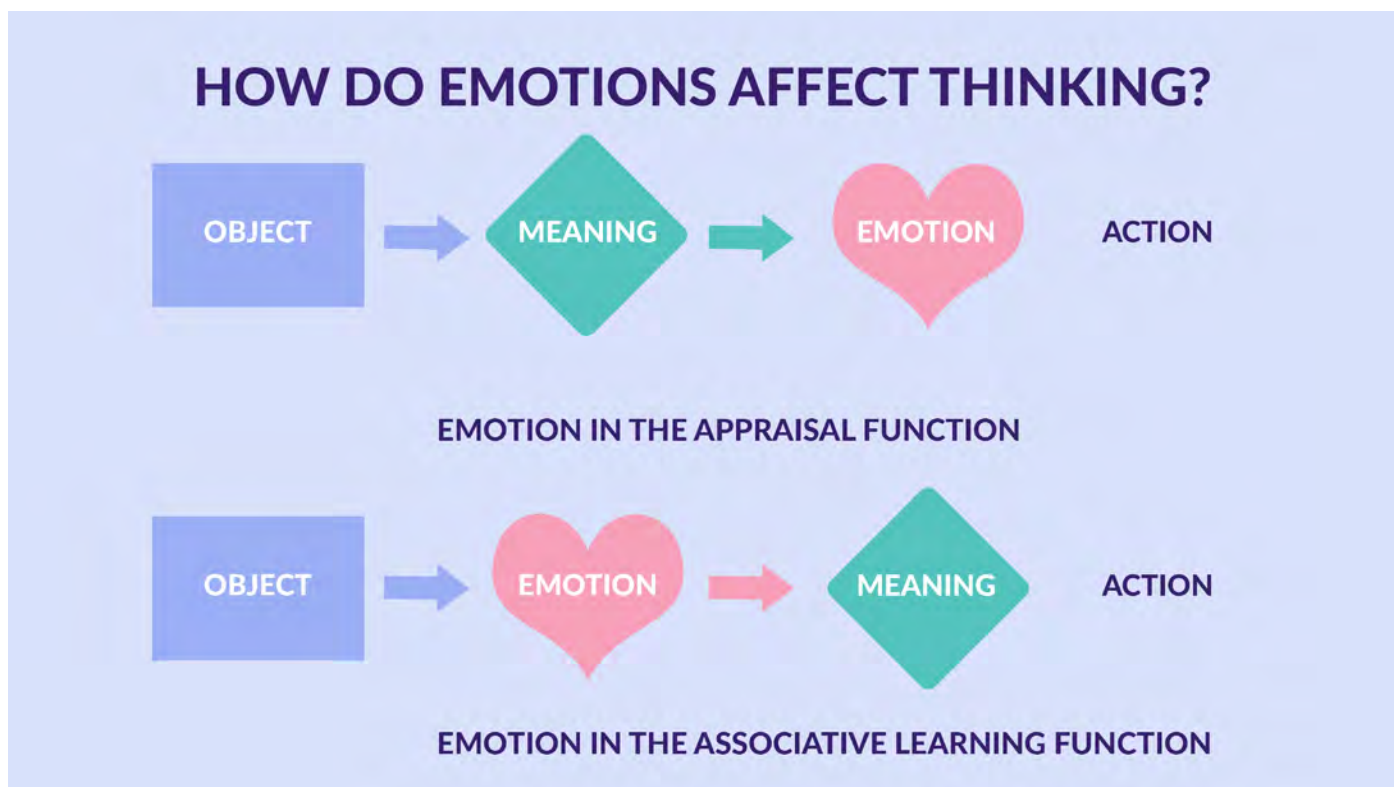 HOW DO EMOTIONS AFFECT THINKING?
OBJECT MEANING EMOTION ACTION
EMOTION IN THE APPRAISAL FUNCTION
OBJECT EMOTION MEANING ACTION
EMOTION IN THE ASSOCIATIVE LEARNING FUNCTION